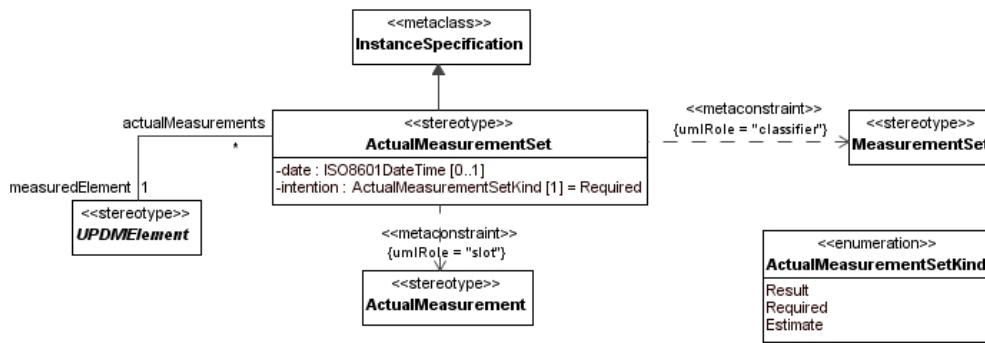 <<metaclass>>
InstanceSpecification
actualMeasurements
*
<<stereotype>>
ActualMeasurementSet
-date : ISO8601DateTime [0..1]
-intention : ActualMeasurementSetKind [1] = Required
<<metaconstraint>>
{umlRole = "classifier"}
<<stereotype>>
MeasurementSet
measuredElement 1
<<stereotype>>
UPDMElement
<<metaconstraint>>
{umlRole = "slot"}
<<stereotype>>
ActualMeasurement
<<enumeration>>
ActualMeasurementSetKind
Result
Required
Estimate